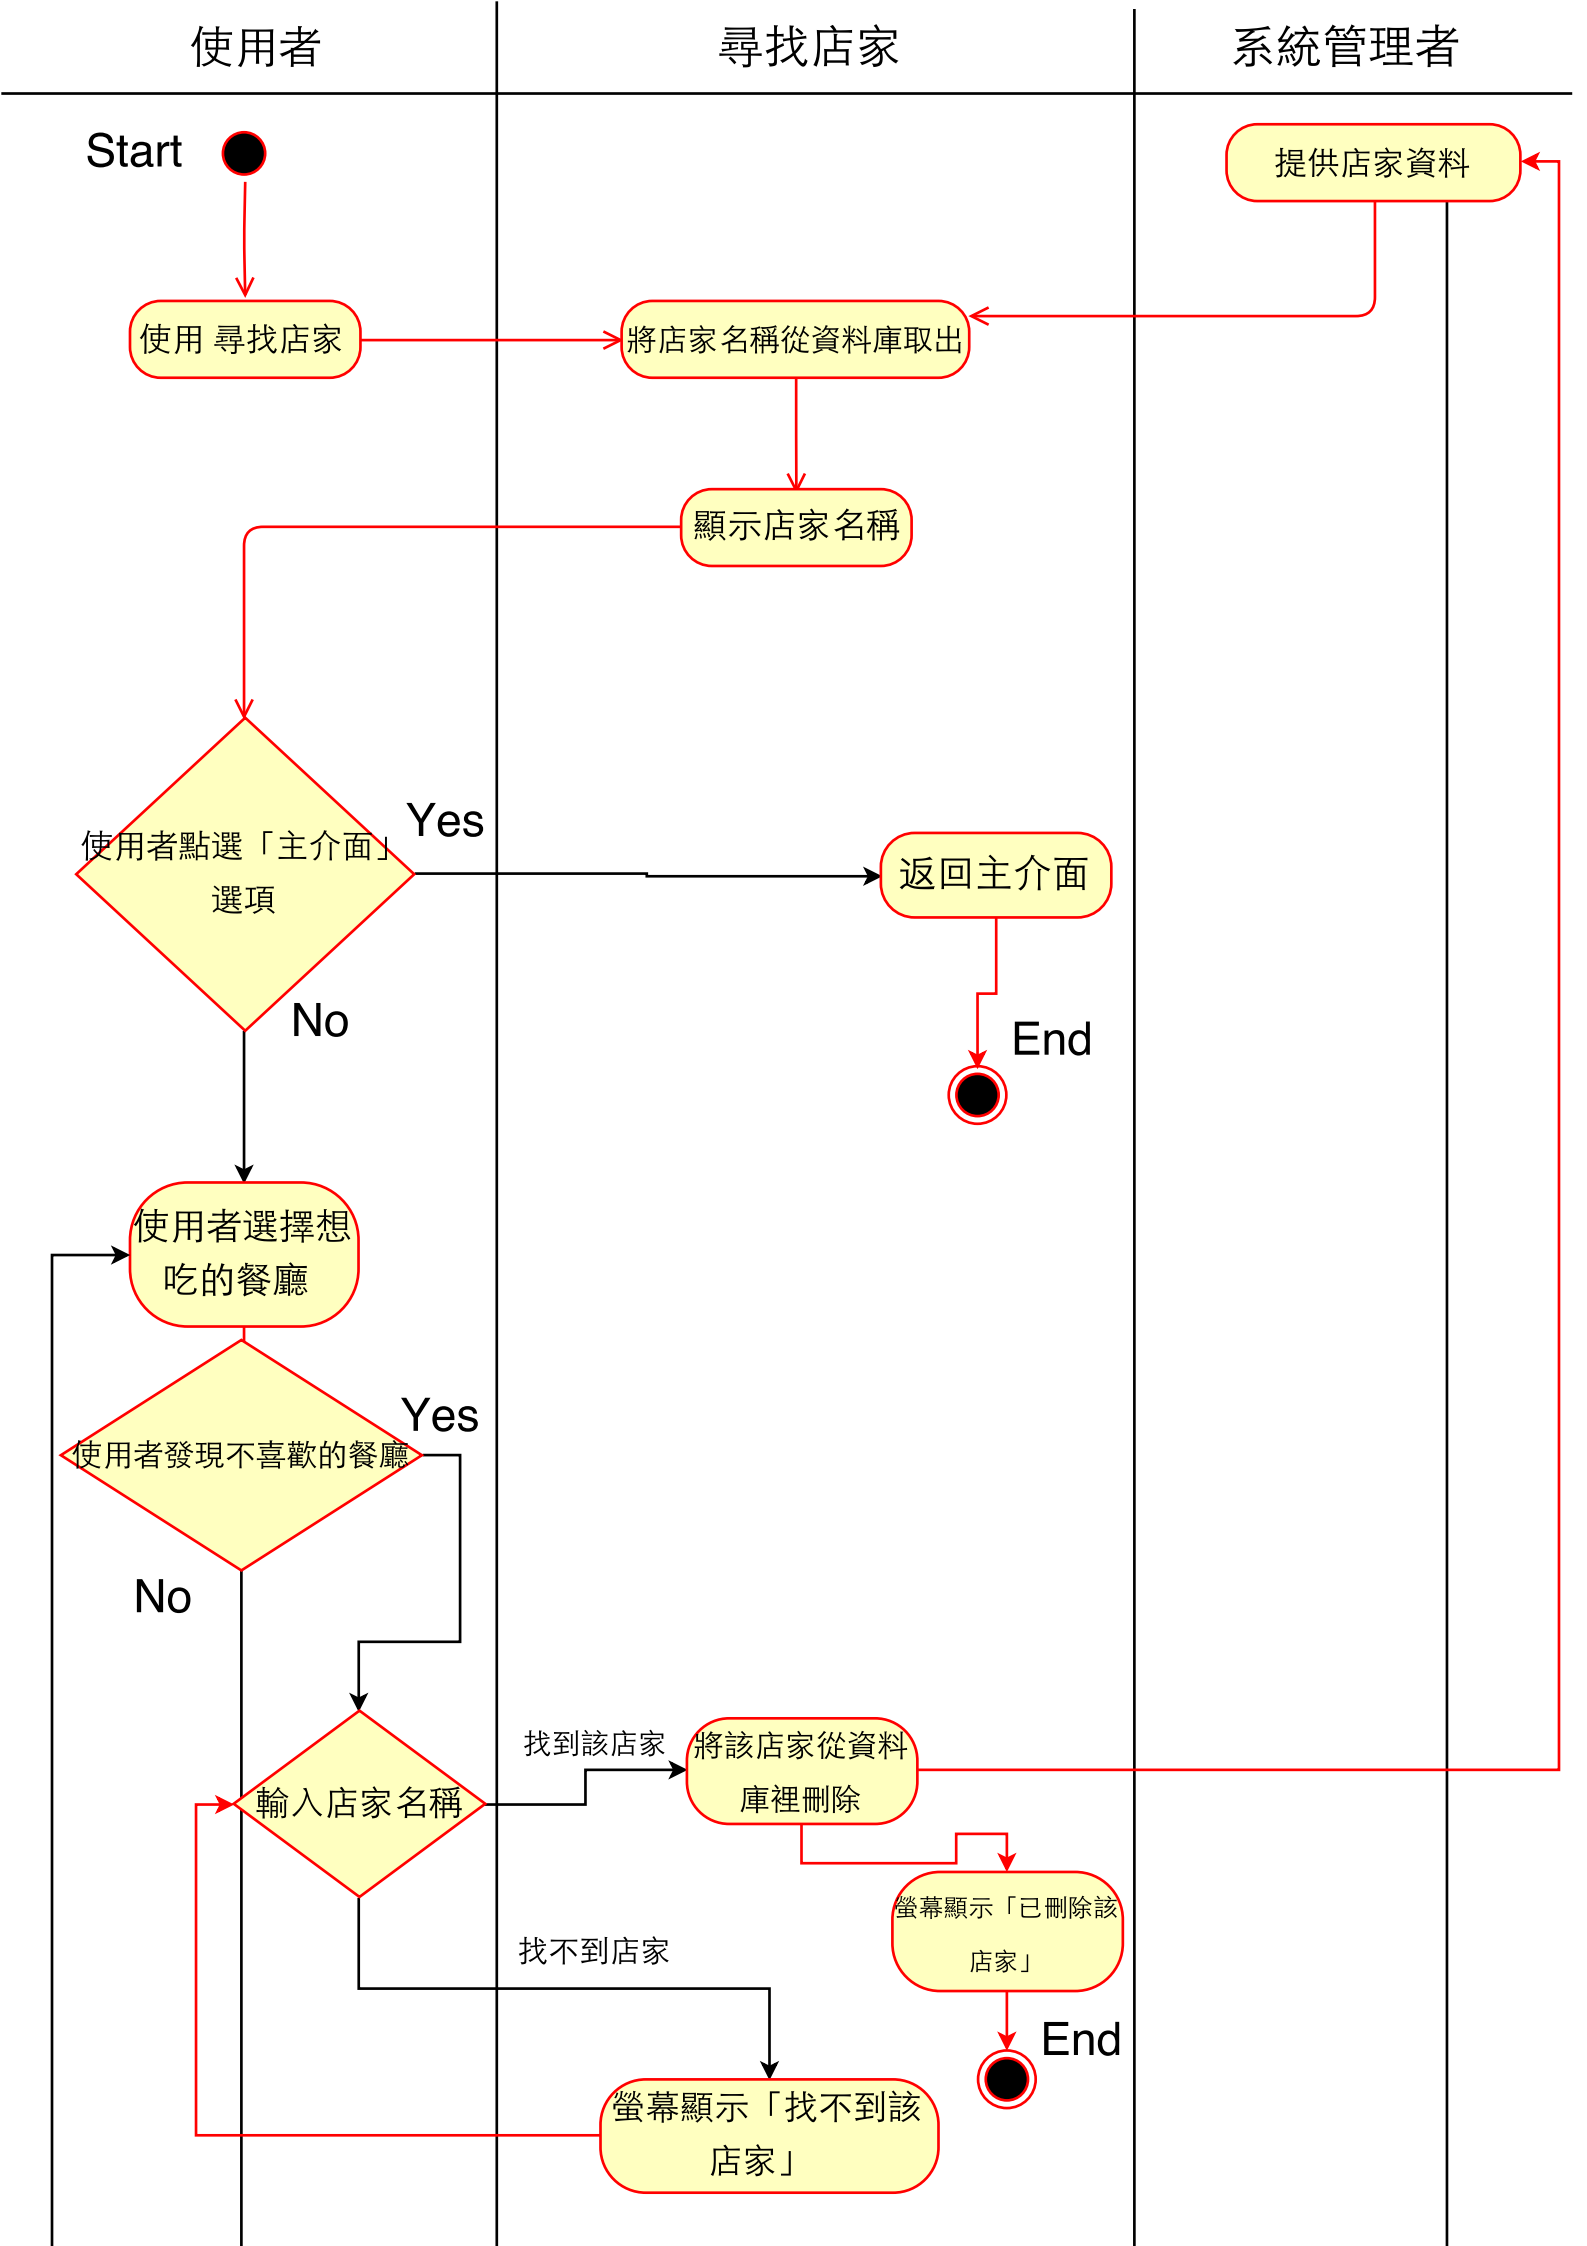 使用者
尋找店家
系統管理者
Start
提供店家資料
使用 尋找店家
將店家名稱從資料庫取出
顯示店家名稱
Yes
使用者點選「主介面」
選項
返回主介面
No
End
使用者選擇想
吃的餐廳
Yes
使用者發現不喜歡的餐廳
No
找到該店家
將該店家從資料
庫裡刪除
輸入店家名稱
螢幕顯示「已刪除該
店家」
找不到店家
End
螢幕顯示「找不到該
店家」